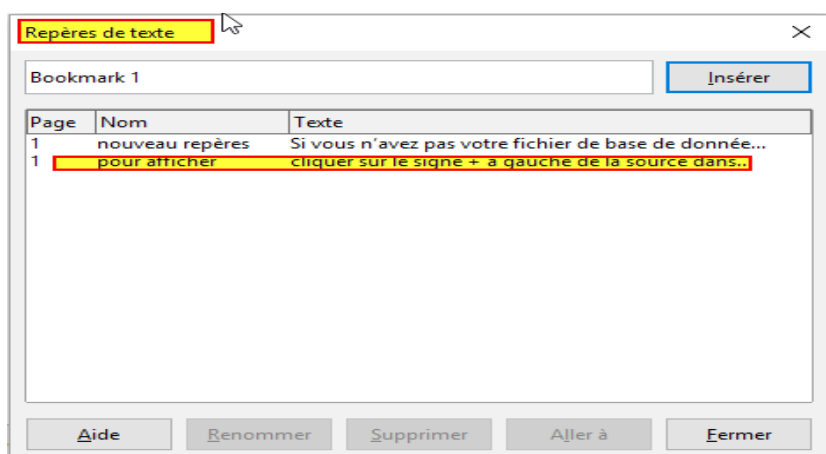 Repères de texte
Bookmark 1 Insérer
Page Nom Texte
1 nouveau repères Si vous n'avez pas votre fichier de base de donnée...
1 pour afficher cliquer sur le signe + à gauche de la source dans...
Aide Renommer Supprimer Aller à Fermer